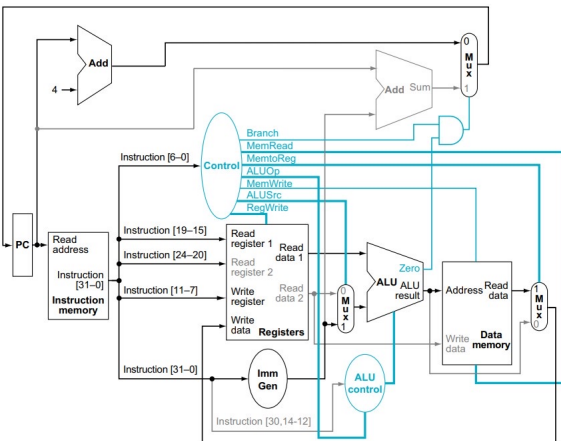 0
M
u
x
1
Add
4
Add Sum
Branch
MemRead
MemtoReg
ALUOp
MemWrite
ALUSrc
RegWrite
Control
Instruction [6–0]
PC
Read
address
Instruction
[31–0]
Instruction
memory
Instruction [19–15]
Instruction [24–20]
Instruction [11–7]
Instruction [31–0]
Instruction [30,14-12]
Read
register 1
Read
register 2
Write
register
Write
data
Read
data 1
Read
data 2
Registers
0
M
u
x
1
Imm
Gen
ALU
control
Zero
ALU
ALU
result
Address
Read
data
Write
data
Data
memory
1
M
u
x
0